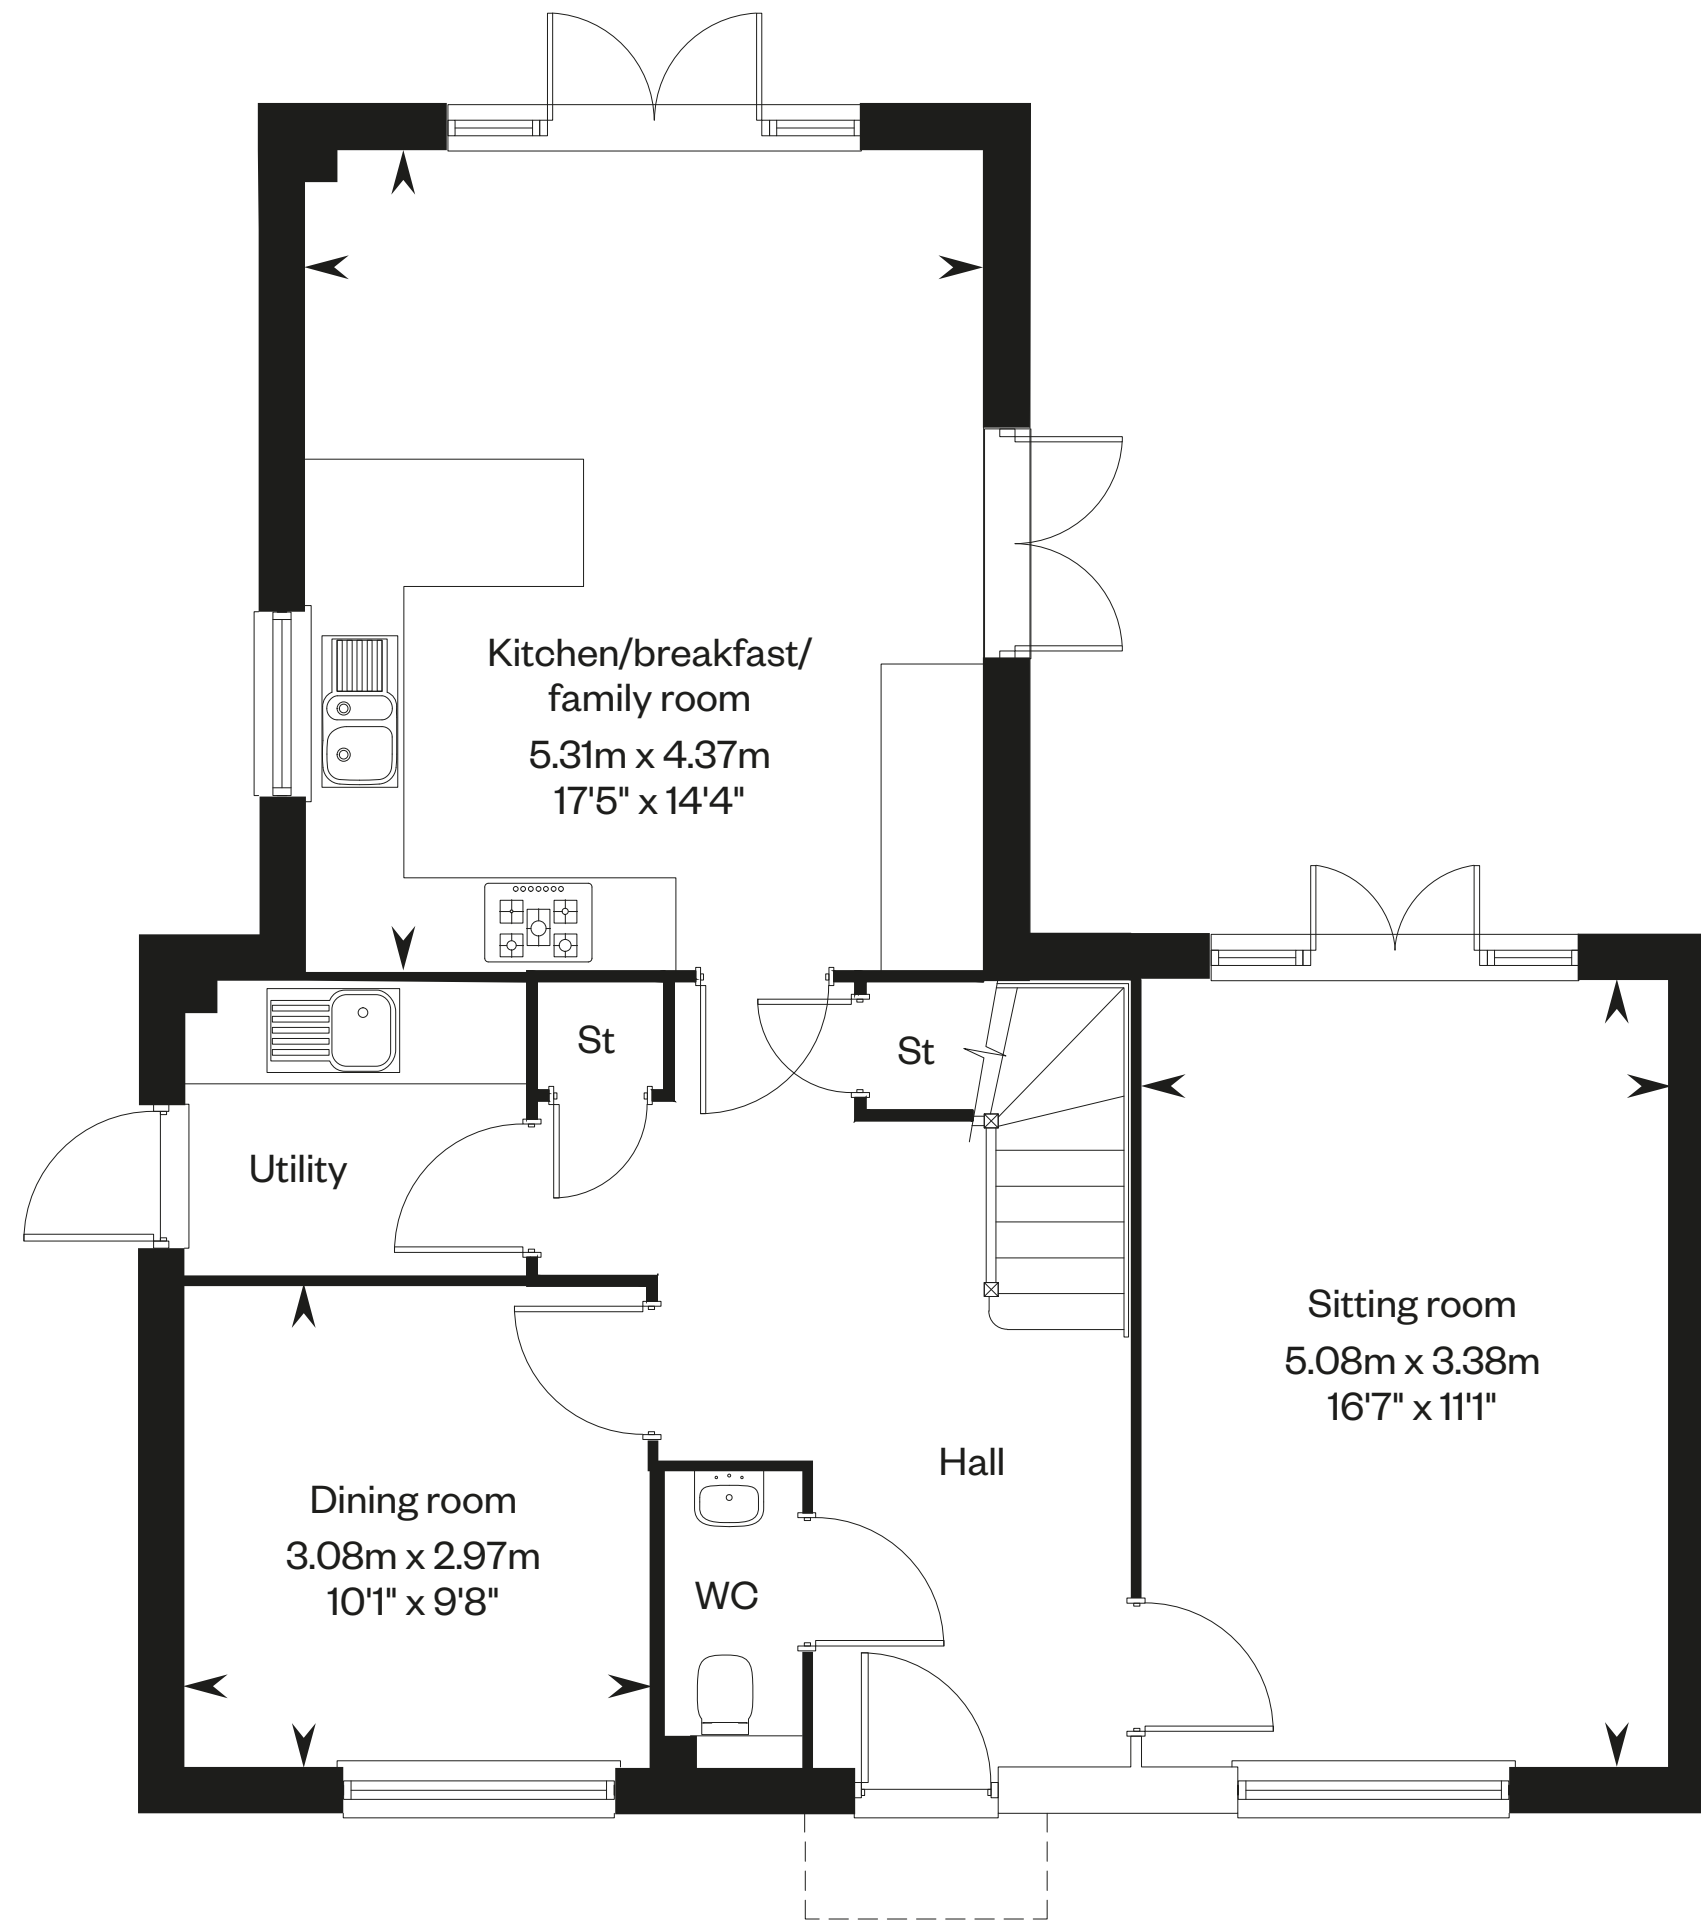 Kitchen/breakfast/
family room
5.31m x 4.37m
17'5" x 14'4"
St
St
Utility
Sitting room
5.08m x 3.38m
16'7" x 11'1"
Hall
Dining room
3.08m x 2.97m
10'1" x 9'8"
WC